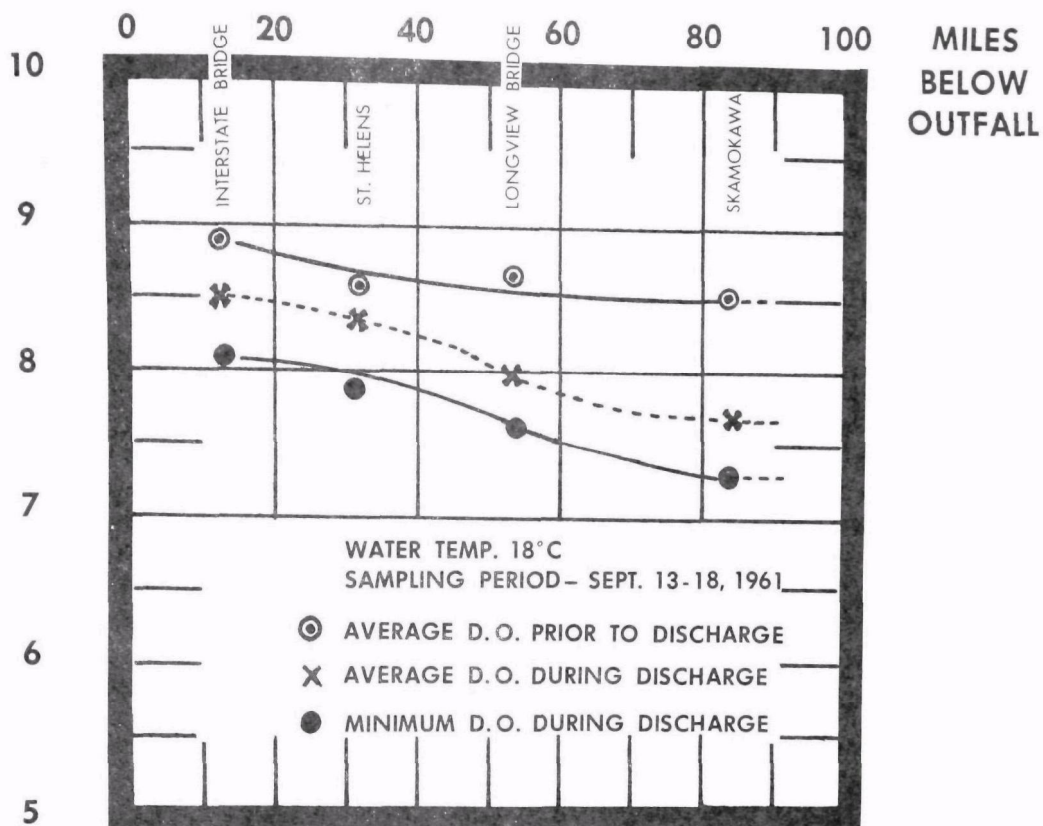 0 20 40 60 80 100
MILES
BELOW
OUTFALL
10
INTERSTATE BRIDGE
ST. HELENS
LONGVIEW BRIDGE
SKAMOKAWA
9
8
7
WATER TEMP. 18°C
SAMPLING PERIOD– SEPT. 13-18, 1961
AVERAGE D.O. PRIOR TO DISCHARGE
6
AVERAGE D.O. DURING DISCHARGE
MINIMUM D.O. DURING DISCHARGE
5